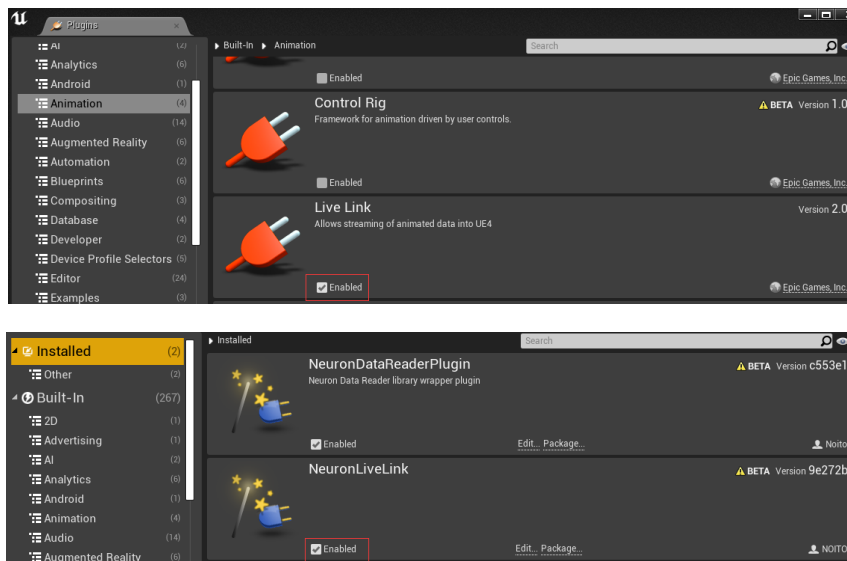 Plugins
AI (2)
Analytics (6)
Android (1)
Animation (4)
Audio (14)
Augmented Reality (6)
Automation (2)
Blueprints (6)
Compositing (3)
Database (4)
Developer (2)
Device Profile Selectors (5)
Editor (24)
Examples (3)
Built-In Animation
Search
Enabled
Epic Games, Inc.
Control Rig
BETA Version 1.0
Framework for animation driven by user controls.
Enabled
Epic Games, Inc.
Live Link
Version 2.0
Allows streaming of animated data into UE4
Enabled
Epic Games, Inc.
Installed (2)
Other (2)
Built-In (267)
2D (1)
Advertising (1)
AI (2)
Analytics (6)
Android (1)
Animation (4)
Audio (14)
Augmented Reality (6)
Installed
Search
NeuronDataReaderPlugin
BETA Version c553e1
Neuron Data Reader library wrapper plugin
Enabled
Edit... Package...
Noito
NeuronLiveLink
BETA Version 9e272b
Enabled
Edit... Package...
NOITO